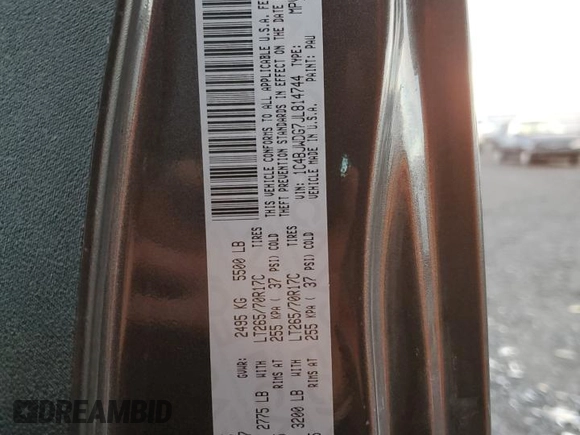 THIS VEHICLE CONFORMS TO ALL APPLICABLE U.S.A. FE
THEFT PREVENTION STANDARDS IN EFFECT ON THE DATE
VIN: 1C4BJWDG7JL814744 TYPE: MPV
VEHICLE MADE IN U.S.A. PAINT: PAU
GVWR: 2495 KG 5500 LB
2775 LB WITH LT265/70R17C TIRES
RIMS AT 255 KPA ( 37 PSI) COLD
3200 LB WITH LT265/70R17C TIRES
RIMS AT 255 KPA ( 37 PSI) COLD
DREAMBID